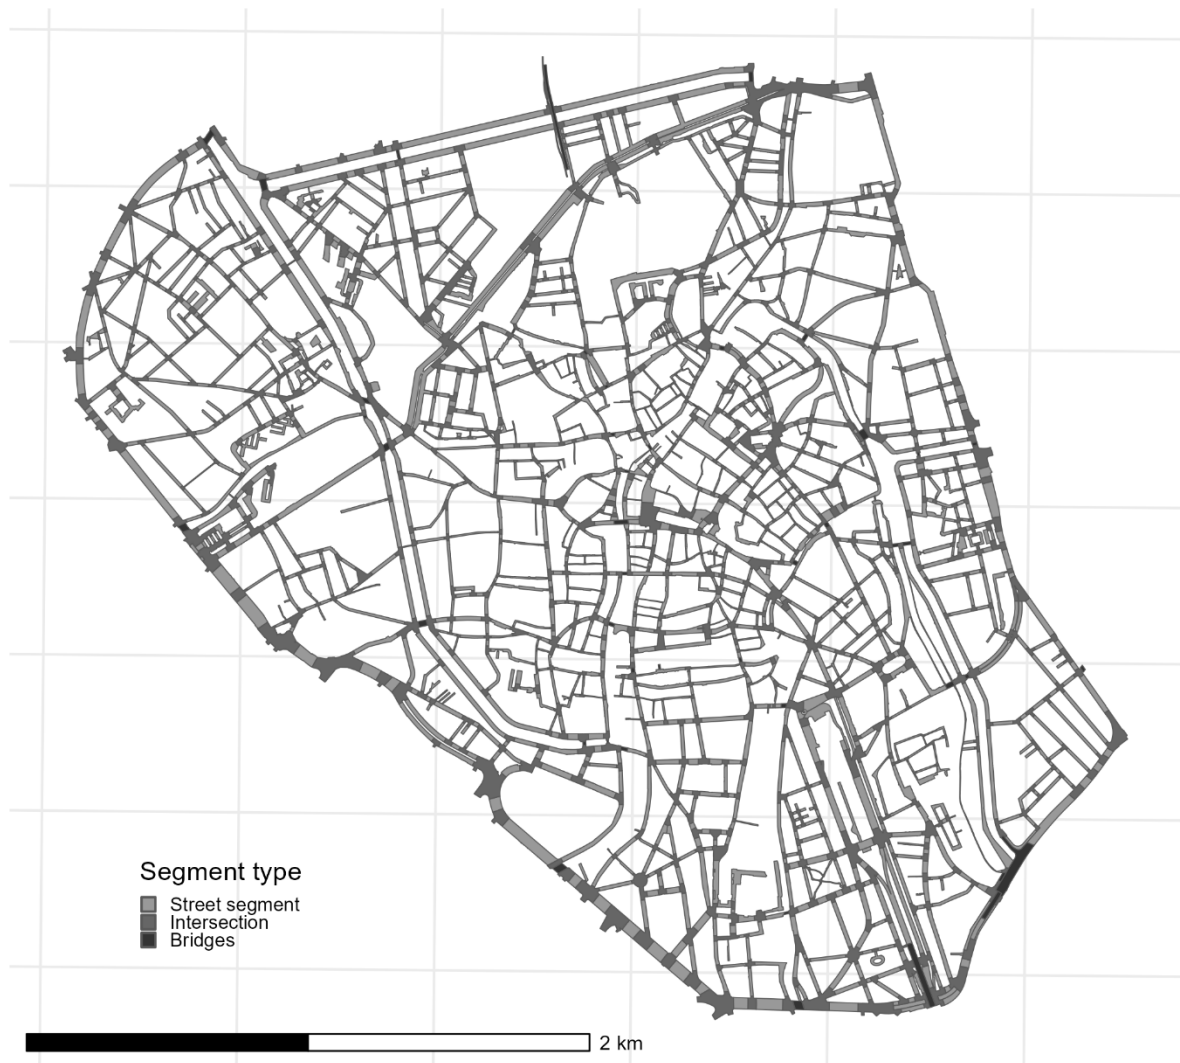 Segment type
Street segment
Intersection
Bridges
2 km